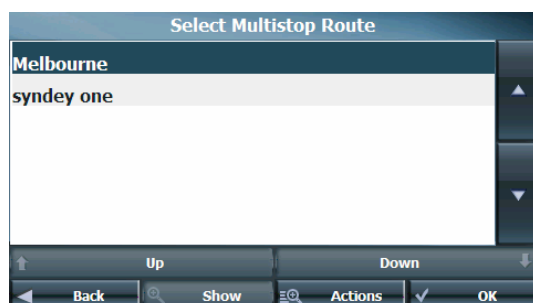 Select Multistop Route
Melbourne
syndey one
Up Down
Back Show Actions OK